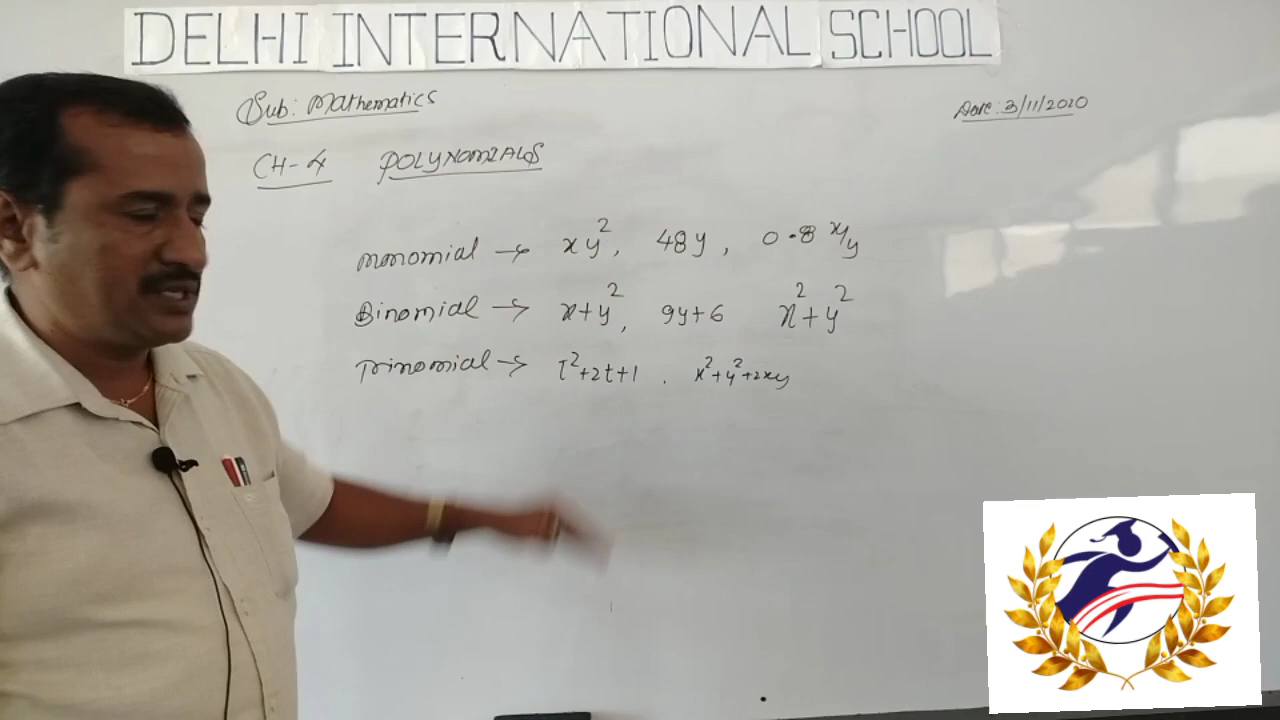 DELHI INTERNATIONAL SCHOOL
Sub: Mathematics
Date: 3/11/2020
CH-4 POLYNOMIALS
Monomial → xy², 48y, 0.8 x/y
Binomial → x+y², 9y+6 x²+y²
Trinomial → t²+2t+1, x²+y²+2xy